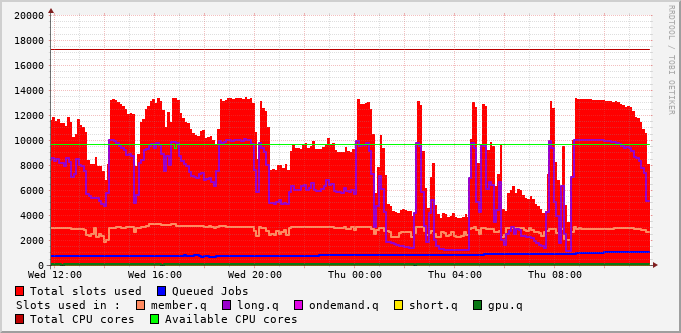 20000
18000
16000
14000
12000
10000
8000
6000
4000
2000
0
Wed 12:00 Wed 16:00 Wed 20:00 Thu 00:00 Thu 04:00 Thu 08:00
Total slots used Queued Jobs
Slots used in : member.q long.q ondemand.q short.q gpu.q
Total CPU cores Available CPU cores
RRDTOOL / TOBI OETIKER